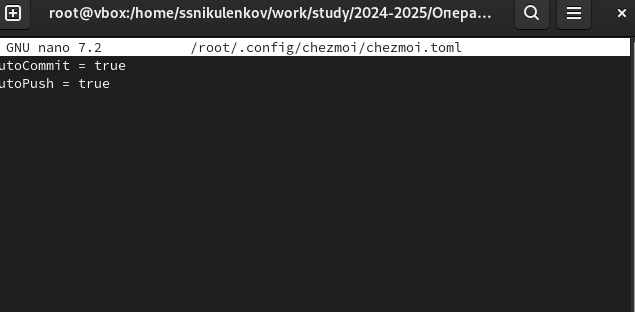 root@vbox:/home/ssnikulenkov/work/study/2024-2025/Опера...
GNU nano 7.2 /root/.config/chezmoi/chezmoi.toml
utoCommit = true
utoPush = true